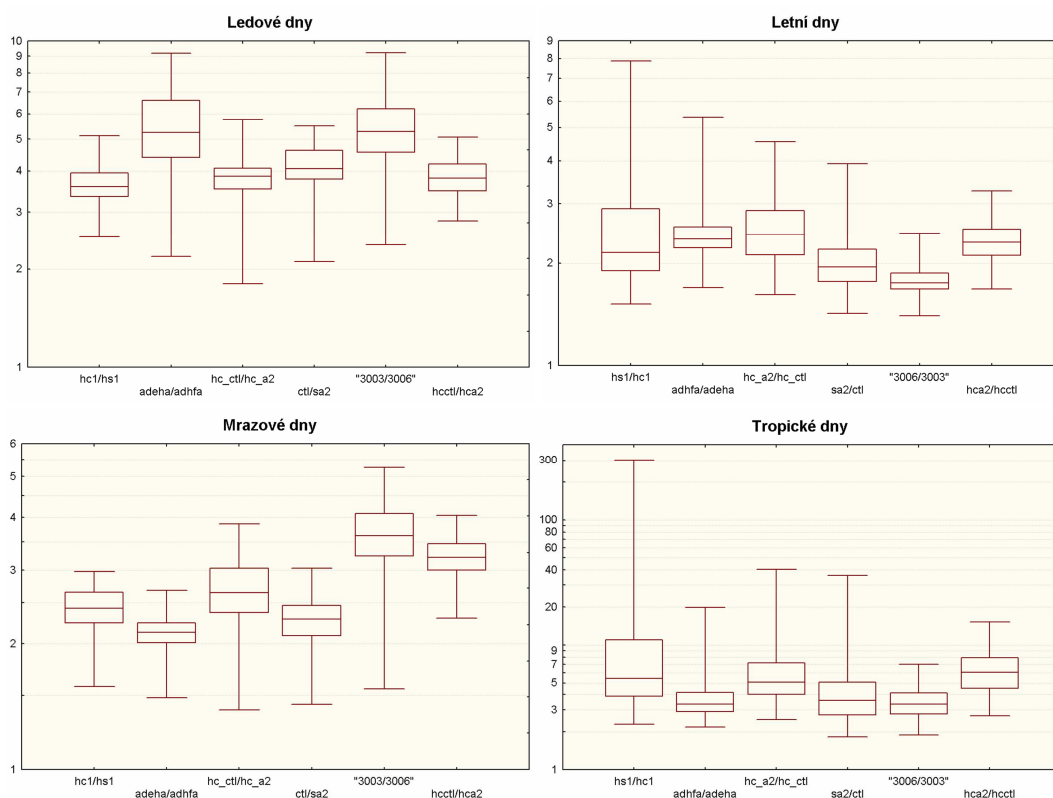 Ledové dny
10
9
8
7
6
5
4
3
2
1
hc1/hs1
adeha/adhfa
hc_ctl/hc_a2
ctl/sa2
"3003/3006"
hcctl/hca2
Letní dny
9
8
7
6
5
4
3
2
1
hs1/hc1
adhfa/adeha
hc_a2/hc_ctl
sa2/ctl
"3006/3003"
hca2/hcctl
Mrazové dny
6
5
4
3
2
1
hc1/hs1
adeha/adhfa
hc_ctl/hc_a2
ctl/sa2
"3003/3006"
hcctl/hca2
Tropické dny
300
100
80
60
40
20
9
7
5
3
1
hs1/hc1
adhfa/adeha
hc_a2/hc_ctl
sa2/ctl
"3006/3003"
hca2/hcctl